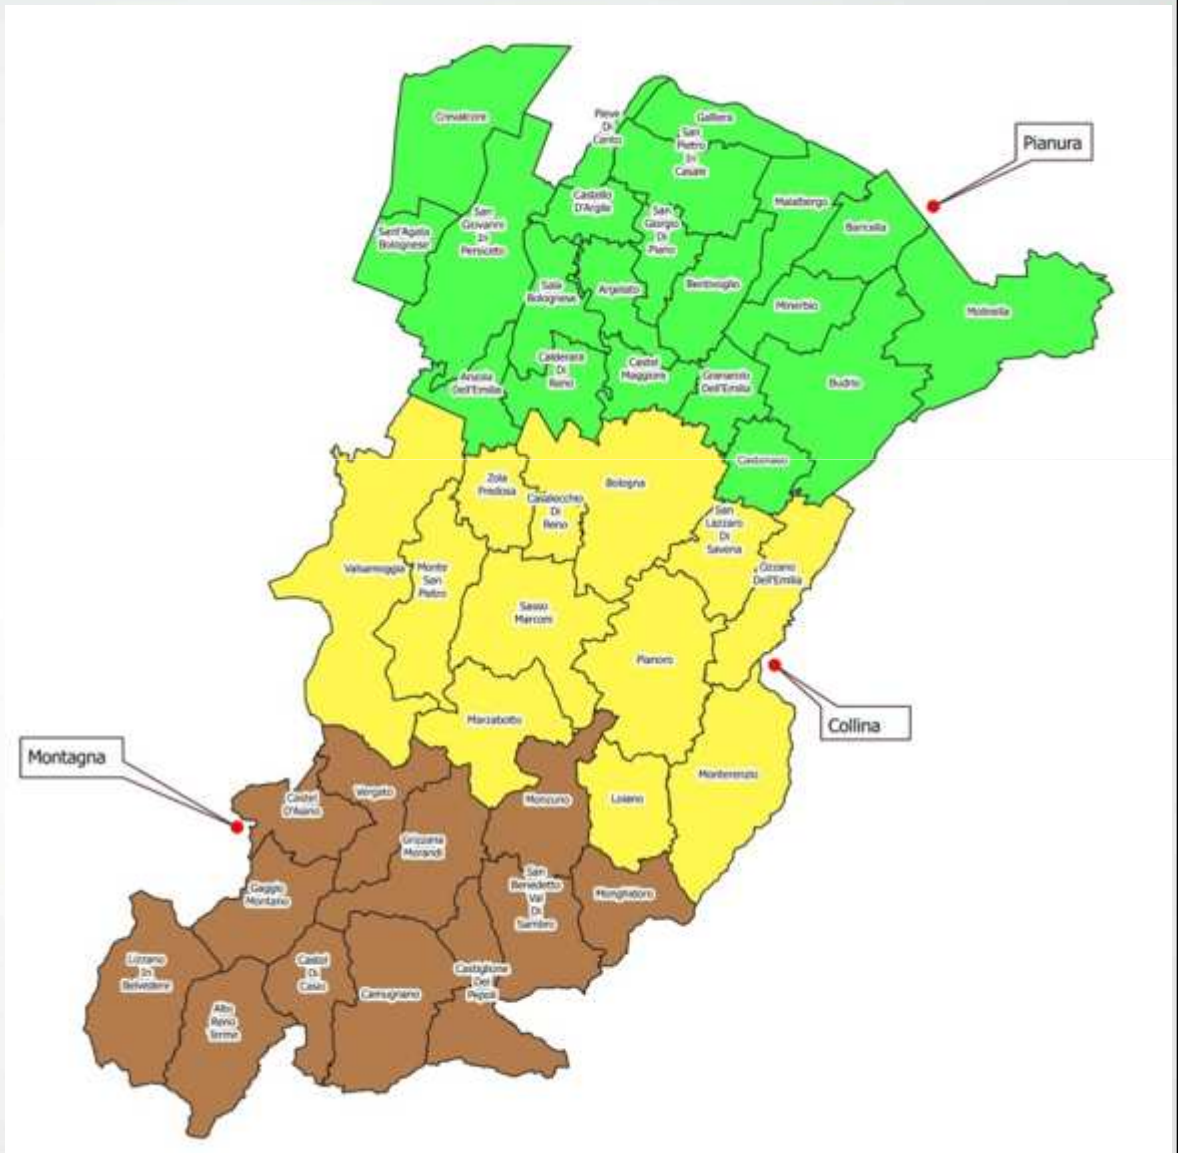 Crevalcore
Pieve
Di
Cento
Galliera
San
Pietro
In
Casale
Pianura
Castello
D'Argile
Malalbergo
San
Giovanni
In
Persiceto
San
Giorgio
Di
Piano
Sant'Agata
Bolognese
Baricella
Sala
Bolognese
Argelato
Bentivoglio
Minerbio
Molinella
Anzola
Dell'Emilia
Calderara
Di
Reno
Castel
Maggiore
Granarolo
Dell'Emilia
Budrio
Castenaso
Zola
Predosa
Casalecchio
Di
Reno
Bologna
San
Lazzaro
Di
Savena
Ozzano
Dell'Emilia
Valsamoggia
Monte
San
Pietro
Sasso
Marconi
Pianoro
Collina
Marzabotto
Montagna
Monterenzio
Castel
D'Aiano
Vergato
Monzuno
Loiano
Grizzana
Morandi
Gaggio
Montano
San
Benedetto
Val
Di
Sambro
Monghidoro
Lizzano
In
Belvedere
Castel
Di
Casio
Camugnano
Castiglione
Dei
Pepoli
Alto
Reno
Terme